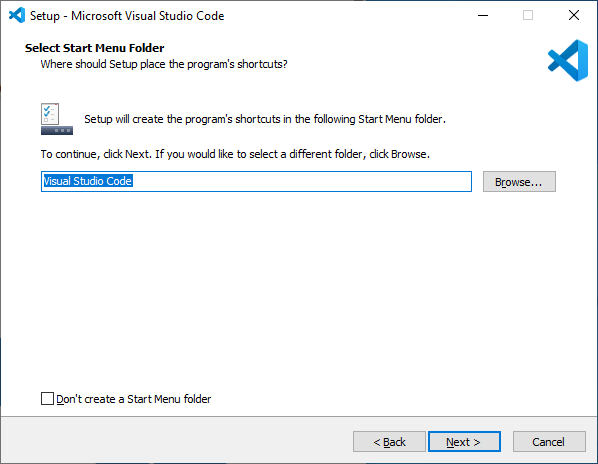 Setup - Microsoft Visual Studio Code
Select Start Menu Folder
Where should Setup place the program's shortcuts?
Setup will create the program's shortcuts in the following Start Menu folder.
To continue, click Next. If you would like to select a different folder, click Browse.
Visual Studio Code
Browse...
Don't create a Start Menu folder
< Back
Next >
Cancel